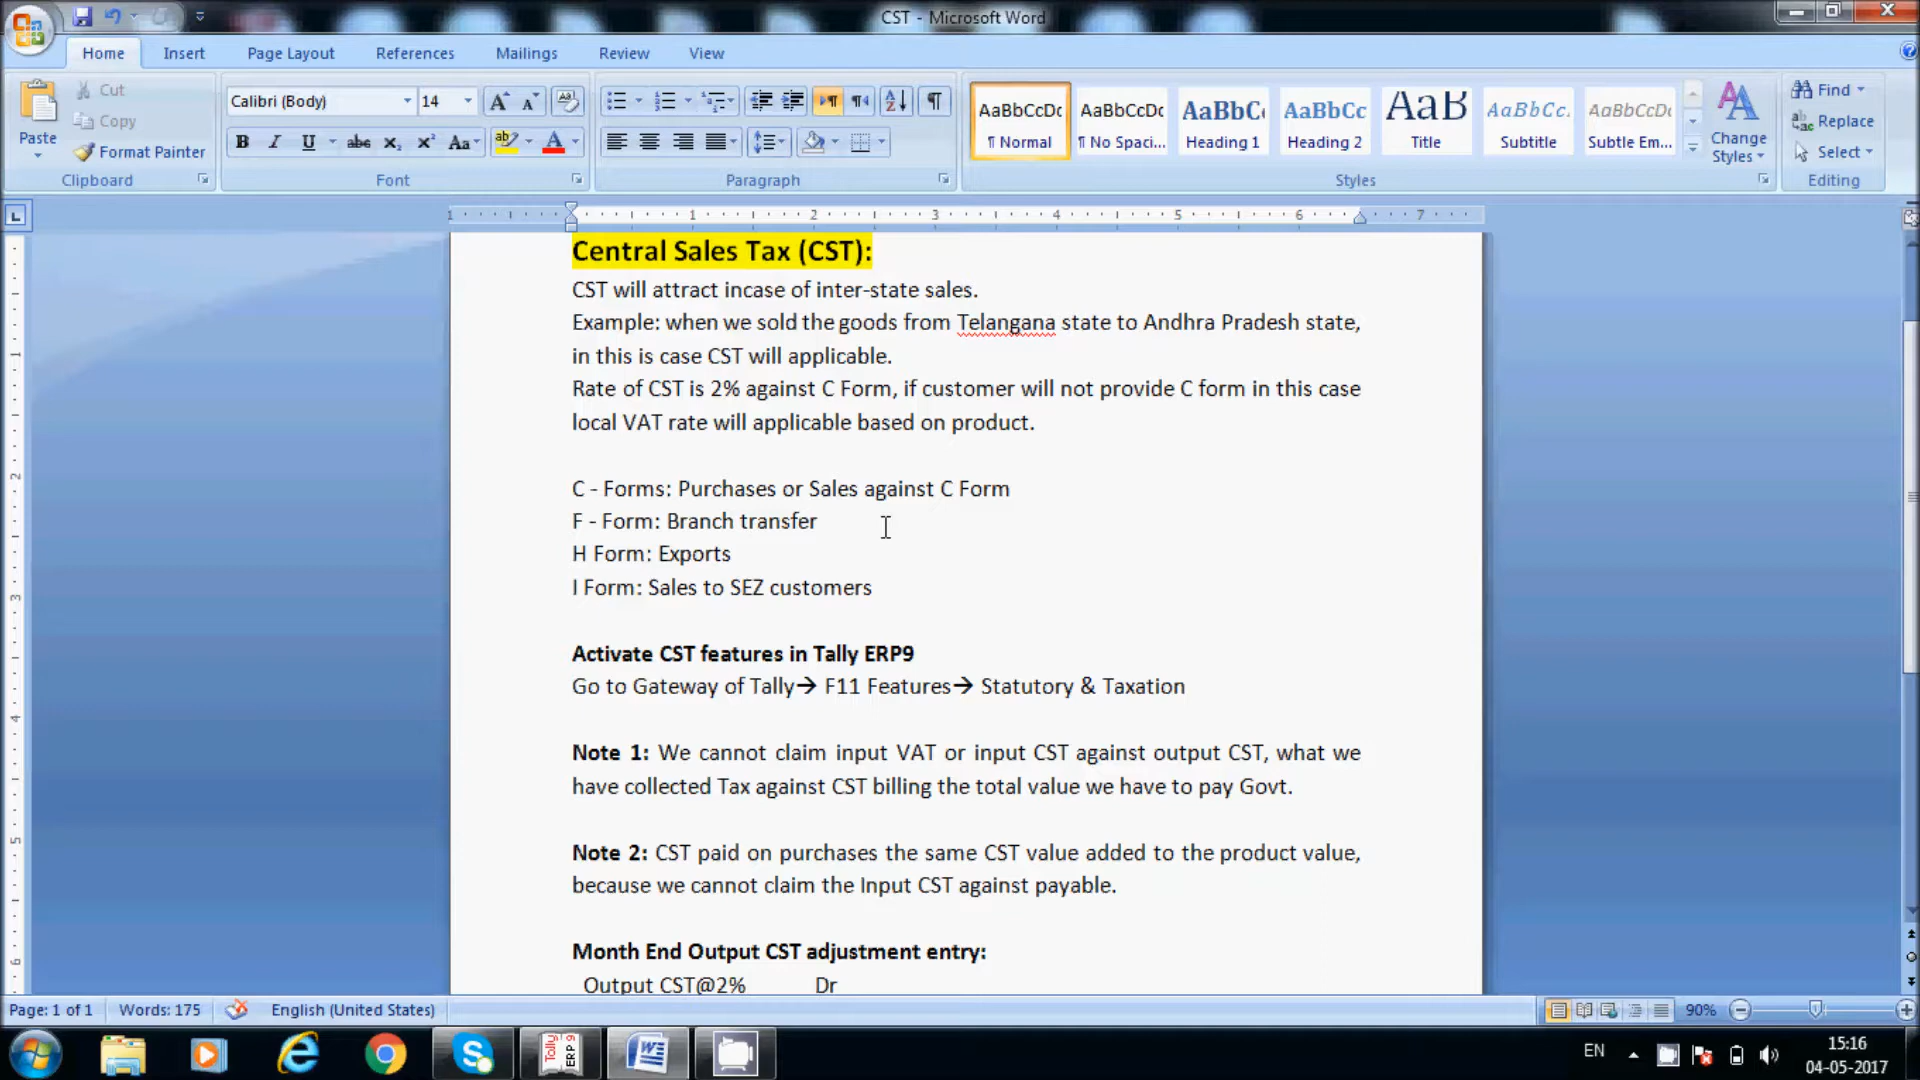 CST - Microsoft Word
Home Insert Page Layout References Mailings Review View
Paste
Cut
Copy
Format Painter
Clipboard
Calibri (Body) 14
Font
Paragraph
AaBbCcDc AaBbCcDc AaBbC AaBbCc AaB AaBbCc. AaBbCcDc
¶ Normal ¶ No Spaci... Heading 1 Heading 2 Title Subtitle Subtle Em...
Change Styles
Styles
Find
Replace
Select
Editing
1 1 2 3 4 5 6 7
Central Sales Tax (CST):
CST will attract incase of inter-state sales.
Example: when we sold the goods from Telangana state to Andhra Pradesh state,
in this is case CST will applicable.
Rate of CST is 2% against C Form, if customer will not provide C form in this case
local VAT rate will applicable based on product.
C - Forms: Purchases or Sales against C Form
F - Form: Branch transfer
H Form: Exports
I Form: Sales to SEZ customers
Activate CST features in Tally ERP9
Go to Gateway of Tally→ F11 Features→ Statutory & Taxation
Note 1: We cannot claim input VAT or input CST against output CST, what we
have collected Tax against CST billing the total value we have to pay Govt.
Note 2: CST paid on purchases the same CST value added to the product value,
because we cannot claim the Input CST against payable.
Month End Output CST adjustment entry:
Output CST@2% Dr
Page: 1 of 1 Words: 175 English (United States) 90%
Tally ERP 9
EN
15:16
04-05-2017